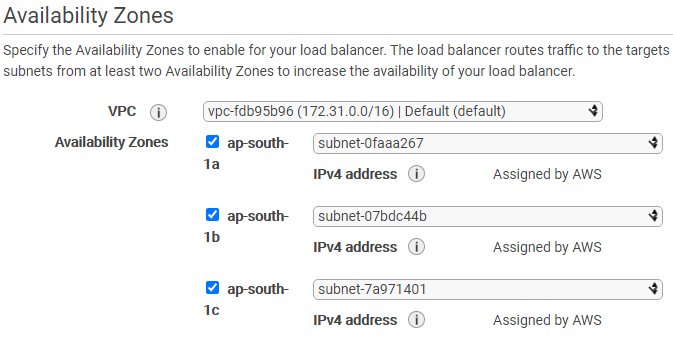 Availability Zones
Specify the Availability Zones to enable for your load balancer. The load balancer routes traffic to the targets
subnets from at least two Availability Zones to increase the availability of your load balancer.
VPC i vpc-fdb95b96 (172.31.0.0/16) | Default (default)
Availability Zones ap-south-1a subnet-0faaa267
IPv4 address i Assigned by AWS
ap-south-1b subnet-07bdc44b
IPv4 address i Assigned by AWS
ap-south-1c subnet-7a971401
IPv4 address i Assigned by AWS